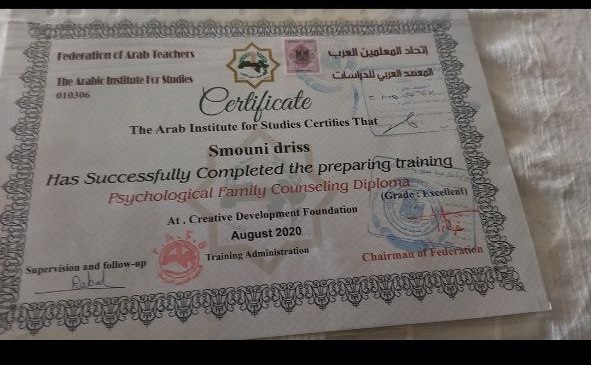 Federation of Arab Teachers
إتحاد المعلمين العرب
The Arabic Institute For Studies
المعهد العربي للدراسات
010306
Certificate
The Arab Institute for Studies Certifies That
Smouni driss
Has Successfully Completed the preparing training
Psychological Family Counseling Diploma
(Grade : Excellent)
At . Creative Development Foundation
August 2020
Training Administration
Chairman of Federation
Supervision and follow-up